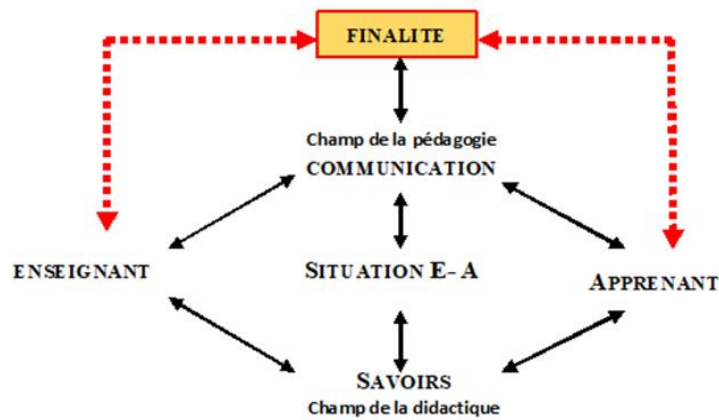 FINALITE
Champ de la pédagogie
COMMUNICATION
ENSEIGNANT
SITUATION E- A
APPRENANT
SAVOIRS
Champ de la didactique